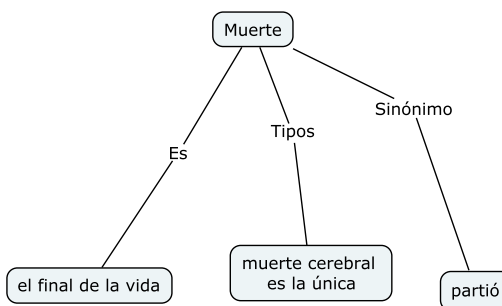 Muerte
Sinónimo
Tipos
Es
muerte cerebral
es la única
el final de la vida
partió